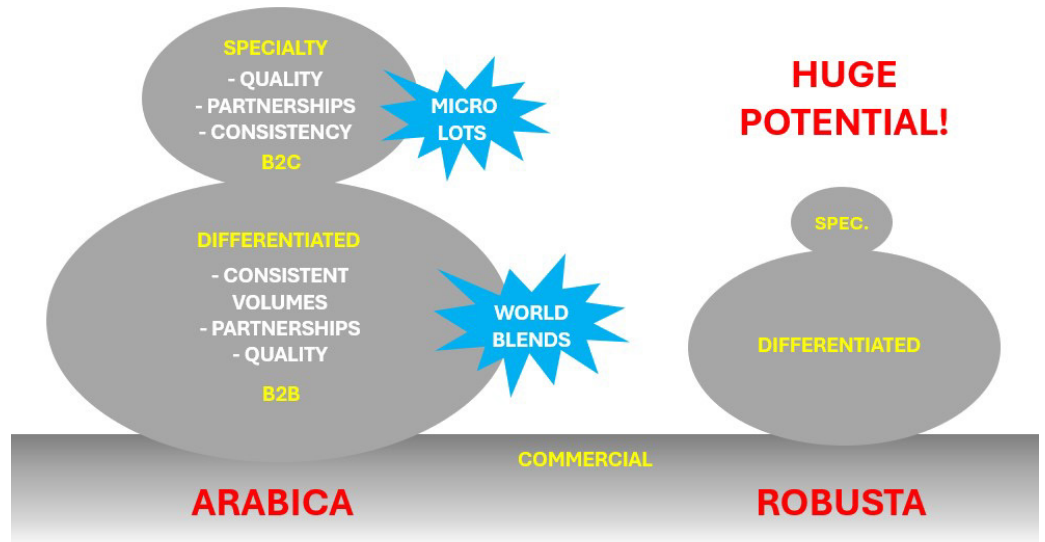 SPECIALTY
- QUALITY
- PARTNERSHIPS
- CONSISTENCY
B2C
MICRO
LOTS
HUGE
POTENTIAL!
SPEC.
DIFFERENTIATED
- CONSISTENT
VOLUMES
- PARTNERSHIPS
- QUALITY
B2B
WORLD
BLENDS
DIFFERENTIATED
COMMERCIAL
ARABICA
ROBUSTA